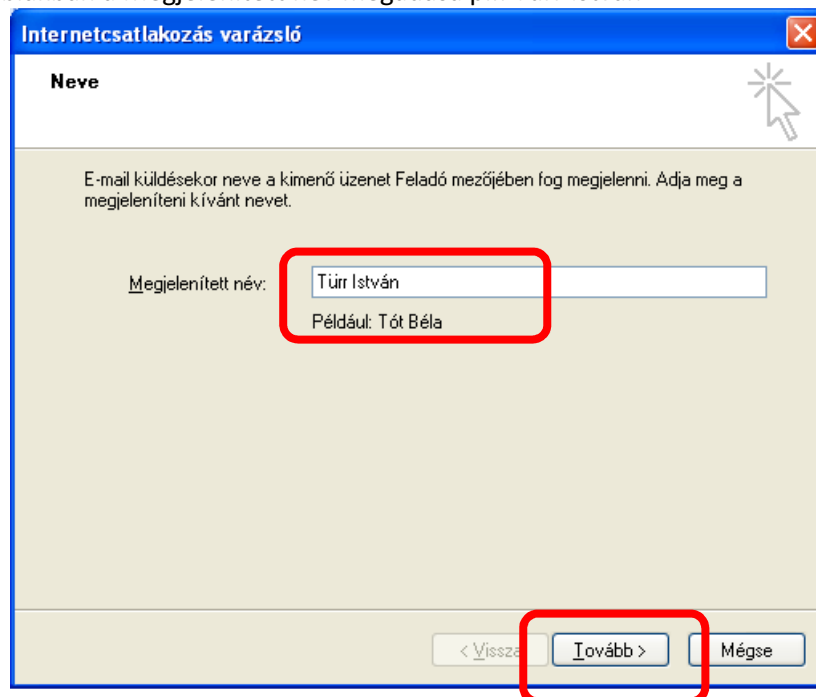 Internetcsatlakozás varázsló
Neve
E-mail küldésekor neve a kimenő üzenet Feladó mezőjében fog megjelenni. Adja meg a
megjeleníteni kívánt nevet.
Megjelenített név: Türr István
Például: Tót Béla
< Vissza Tovább > Mégse